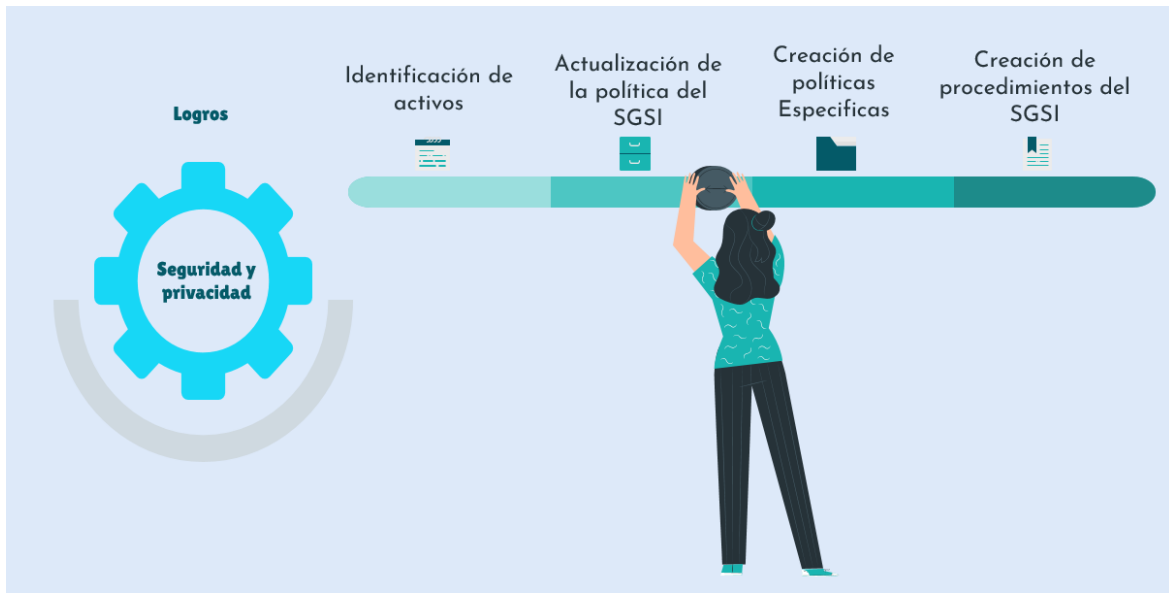 Logros
Seguridad y
privacidad
Identificación de
activos
Actualización de
la política del
SGSI
Creación de
políticas
Especificas
Creación de
procedimientos del
SGSI